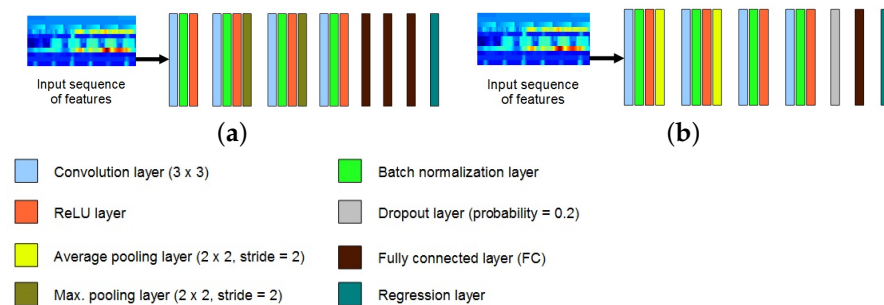 Input sequence
of features
Input sequence
of features
(a)
(b)
Convolution layer (3 x 3)
Batch normalization layer
ReLU layer
Dropout layer (probability = 0.2)
Average pooling layer (2 x 2, stride = 2)
Fully connected layer (FC)
Max. pooling layer (2 x 2, stride = 2)
Regression layer